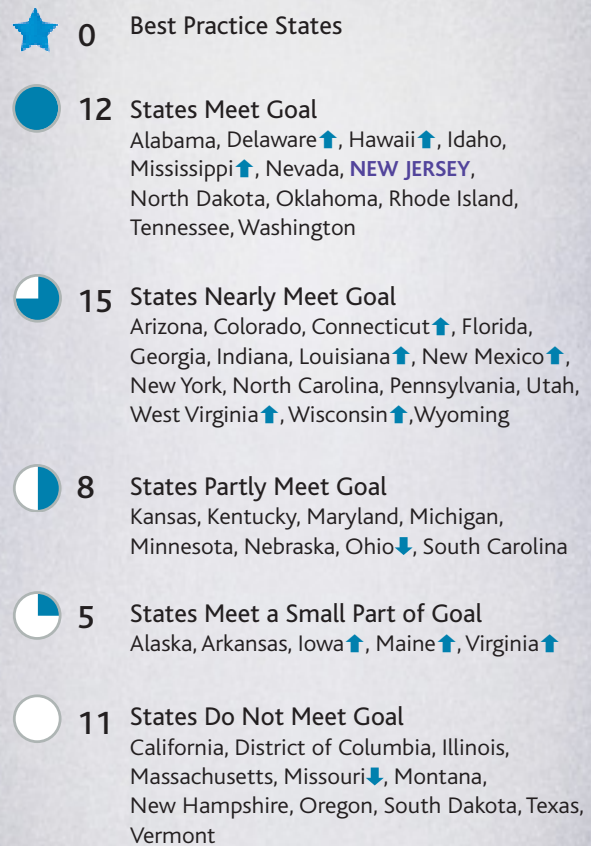 0 Best Practice States
12 States Meet Goal
Alabama, Delaware⬆, Hawaii⬆, Idaho,
Mississippi⬆, Nevada, NEW JERSEY,
North Dakota, Oklahoma, Rhode Island,
Tennessee, Washington
15 States Nearly Meet Goal
Arizona, Colorado, Connecticut⬆, Florida,
Georgia, Indiana, Louisiana⬆, New Mexico⬆,
New York, North Carolina, Pennsylvania, Utah,
West Virginia⬆, Wisconsin⬆,Wyoming
8 States Partly Meet Goal
Kansas, Kentucky, Maryland, Michigan,
Minnesota, Nebraska, Ohio⬇, South Carolina
5 States Meet a Small Part of Goal
Alaska, Arkansas, Iowa⬆, Maine⬆, Virginia⬆
11 States Do Not Meet Goal
California, District of Columbia, Illinois,
Massachusetts, Missouri⬇, Montana,
New Hampshire, Oregon, South Dakota, Texas,
Vermont